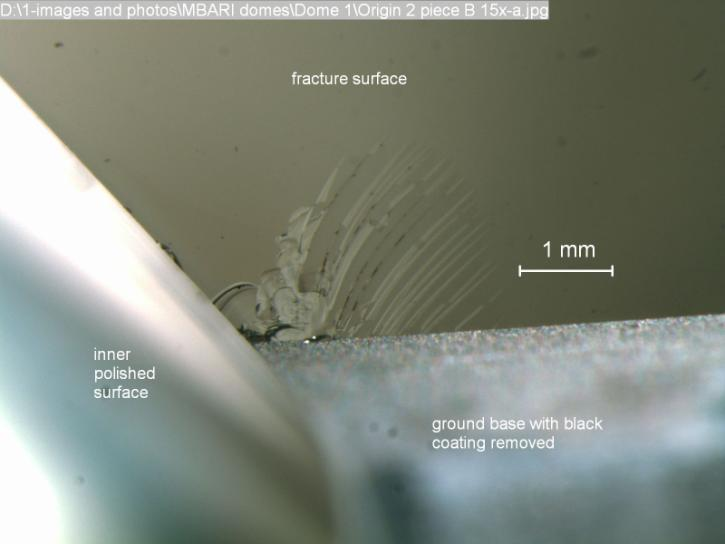 D:\1-images and photos\MBARI domes\Dome 1\Origin 2 piece B 15x-a.jpg
fracture surface
1 mm
inner
polished
surface
ground base with black
coating removed